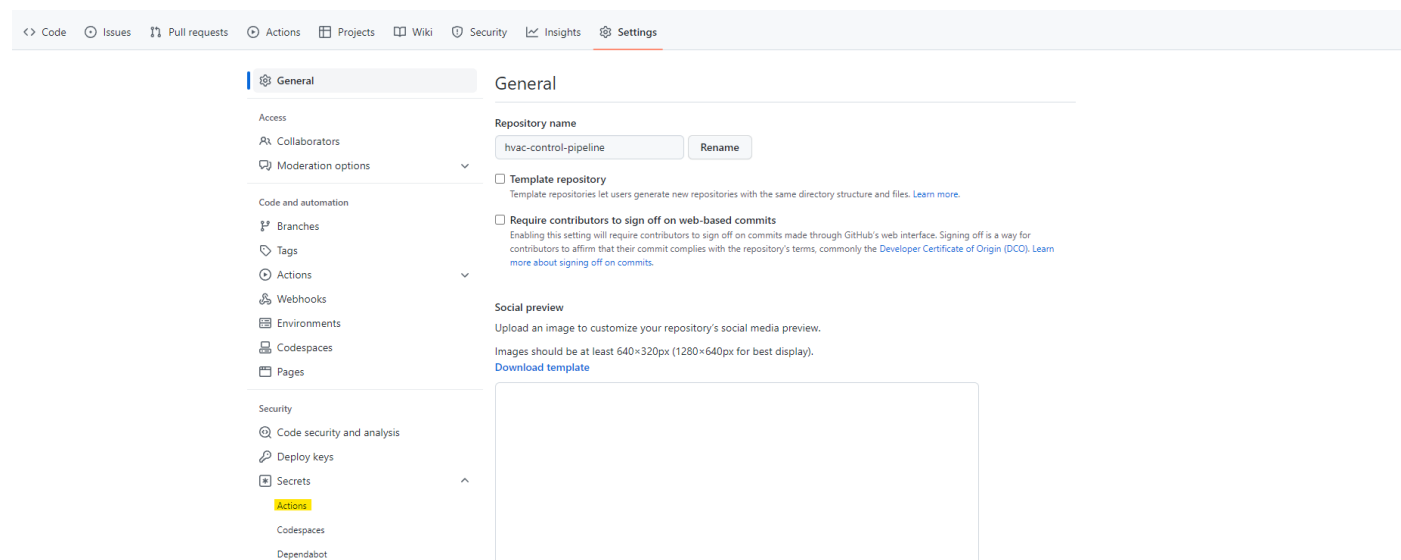 Code Issues Pull requests Actions Projects Wiki Security Insights Settings
General
Access
Collaborators
Moderation options
Code and automation
Branches
Tags
Actions
Webhooks
Environments
Codespaces
Pages
Security
Code security and analysis
Deploy keys
Secrets
Actions
Codespaces
Dependabot
General
Repository name
hvac-control-pipeline Rename
Template repository
Template repositories let users generate new repositories with the same directory structure and files. Learn more.
Require contributors to sign off on web-based commits
Enabling this setting will require contributors to sign off on commits made through GitHub's web interface. Signing off is a way for
contributors to affirm that their commit complies with the repository's terms, commonly the Developer Certificate of Origin (DCO). Learn
more about signing off on commits.
Social preview
Upload an image to customize your repository's social media preview.
Images should be at least 640×320px (1280×640px for best display).
Download template